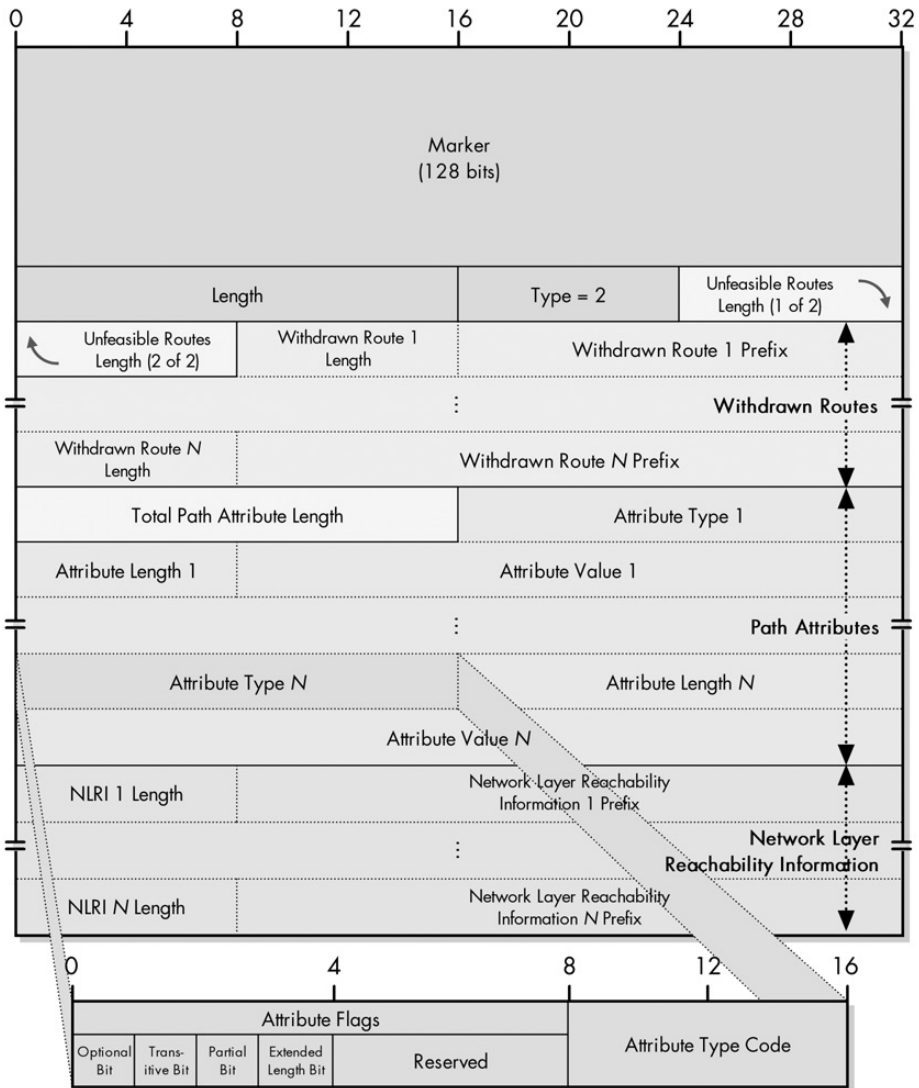 0 4 8 12 16 20 24 28 32
Marker
(128 bits)
Length
Type = 2
Unfeasible Routes
Length (1 of 2)
Unfeasible Routes
Length (2 of 2)
Withdrawn Route 1
Length
Withdrawn Route 1 Prefix
⋮
Withdrawn Routes
Withdrawn Route N
Length
Withdrawn Route N Prefix
Total Path Attribute Length
Attribute Type 1
Attribute Length 1
Attribute Value 1
⋮
Path Attributes
Attribute Type N
Attribute Length N
Attribute Value N
NLRI 1 Length
Network Layer Reachability
Information 1 Prefix
⋮
Network Layer
Reachability Information
NLRI N Length
Network Layer Reachability
Information N Prefix
0 4 8 12 16
Attribute Flags
Attribute Type Code
Optional
Bit
Trans-
itive Bit
Partial
Bit
Extended
Length Bit
Reserved